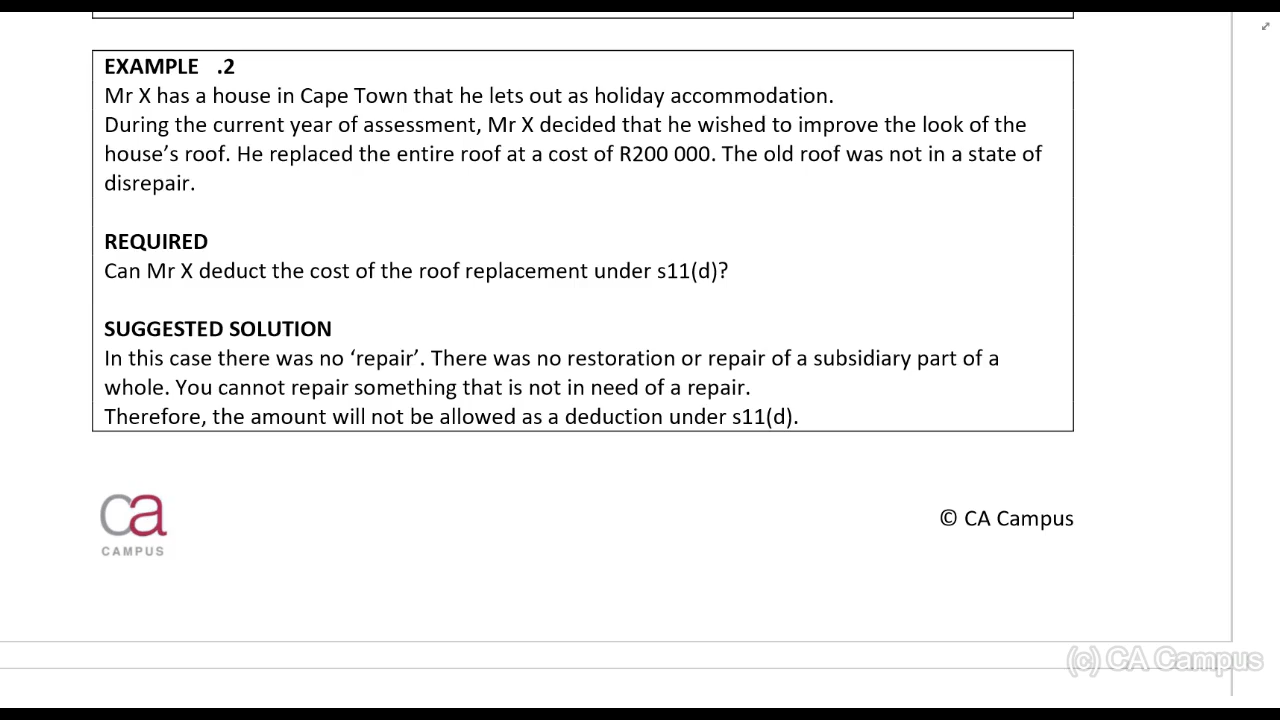 EXAMPLE .2
Mr X has a house in Cape Town that he lets out as holiday accommodation.
During the current year of assessment, Mr X decided that he wished to improve the look of the
house’s roof. He replaced the entire roof at a cost of R200 000. The old roof was not in a state of
disrepair.
REQUIRED
Can Mr X deduct the cost of the roof replacement under s11(d)?
SUGGESTED SOLUTION
In this case there was no ‘repair’. There was no restoration or repair of a subsidiary part of a
whole. You cannot repair something that is not in need of a repair.
Therefore, the amount will not be allowed as a deduction under s11(d).
ca
CAMPUS
© CA Campus
(c) CA Campus